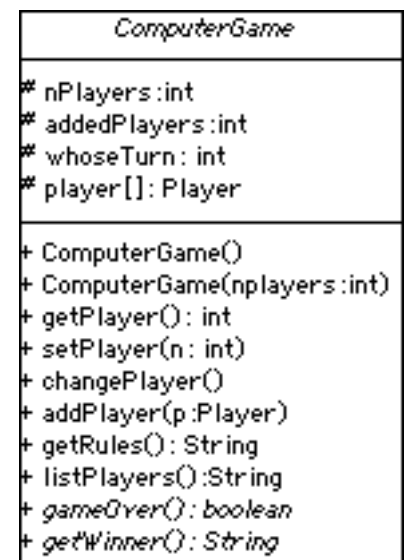 ComputerGame
# nPlayers:int
# addedPlayers:int
# whoseTurn: int
# player[]: Player
+ ComputerGame()
+ ComputerGame(nplayers:int)
+ getPlayer(): int
+ setPlayer(n: int)
+ changePlayer()
+ addPlayer(p:Player)
+ getRules(): String
+ listPlayers():String
+ gameOver(): boolean
+ getWinner(): String